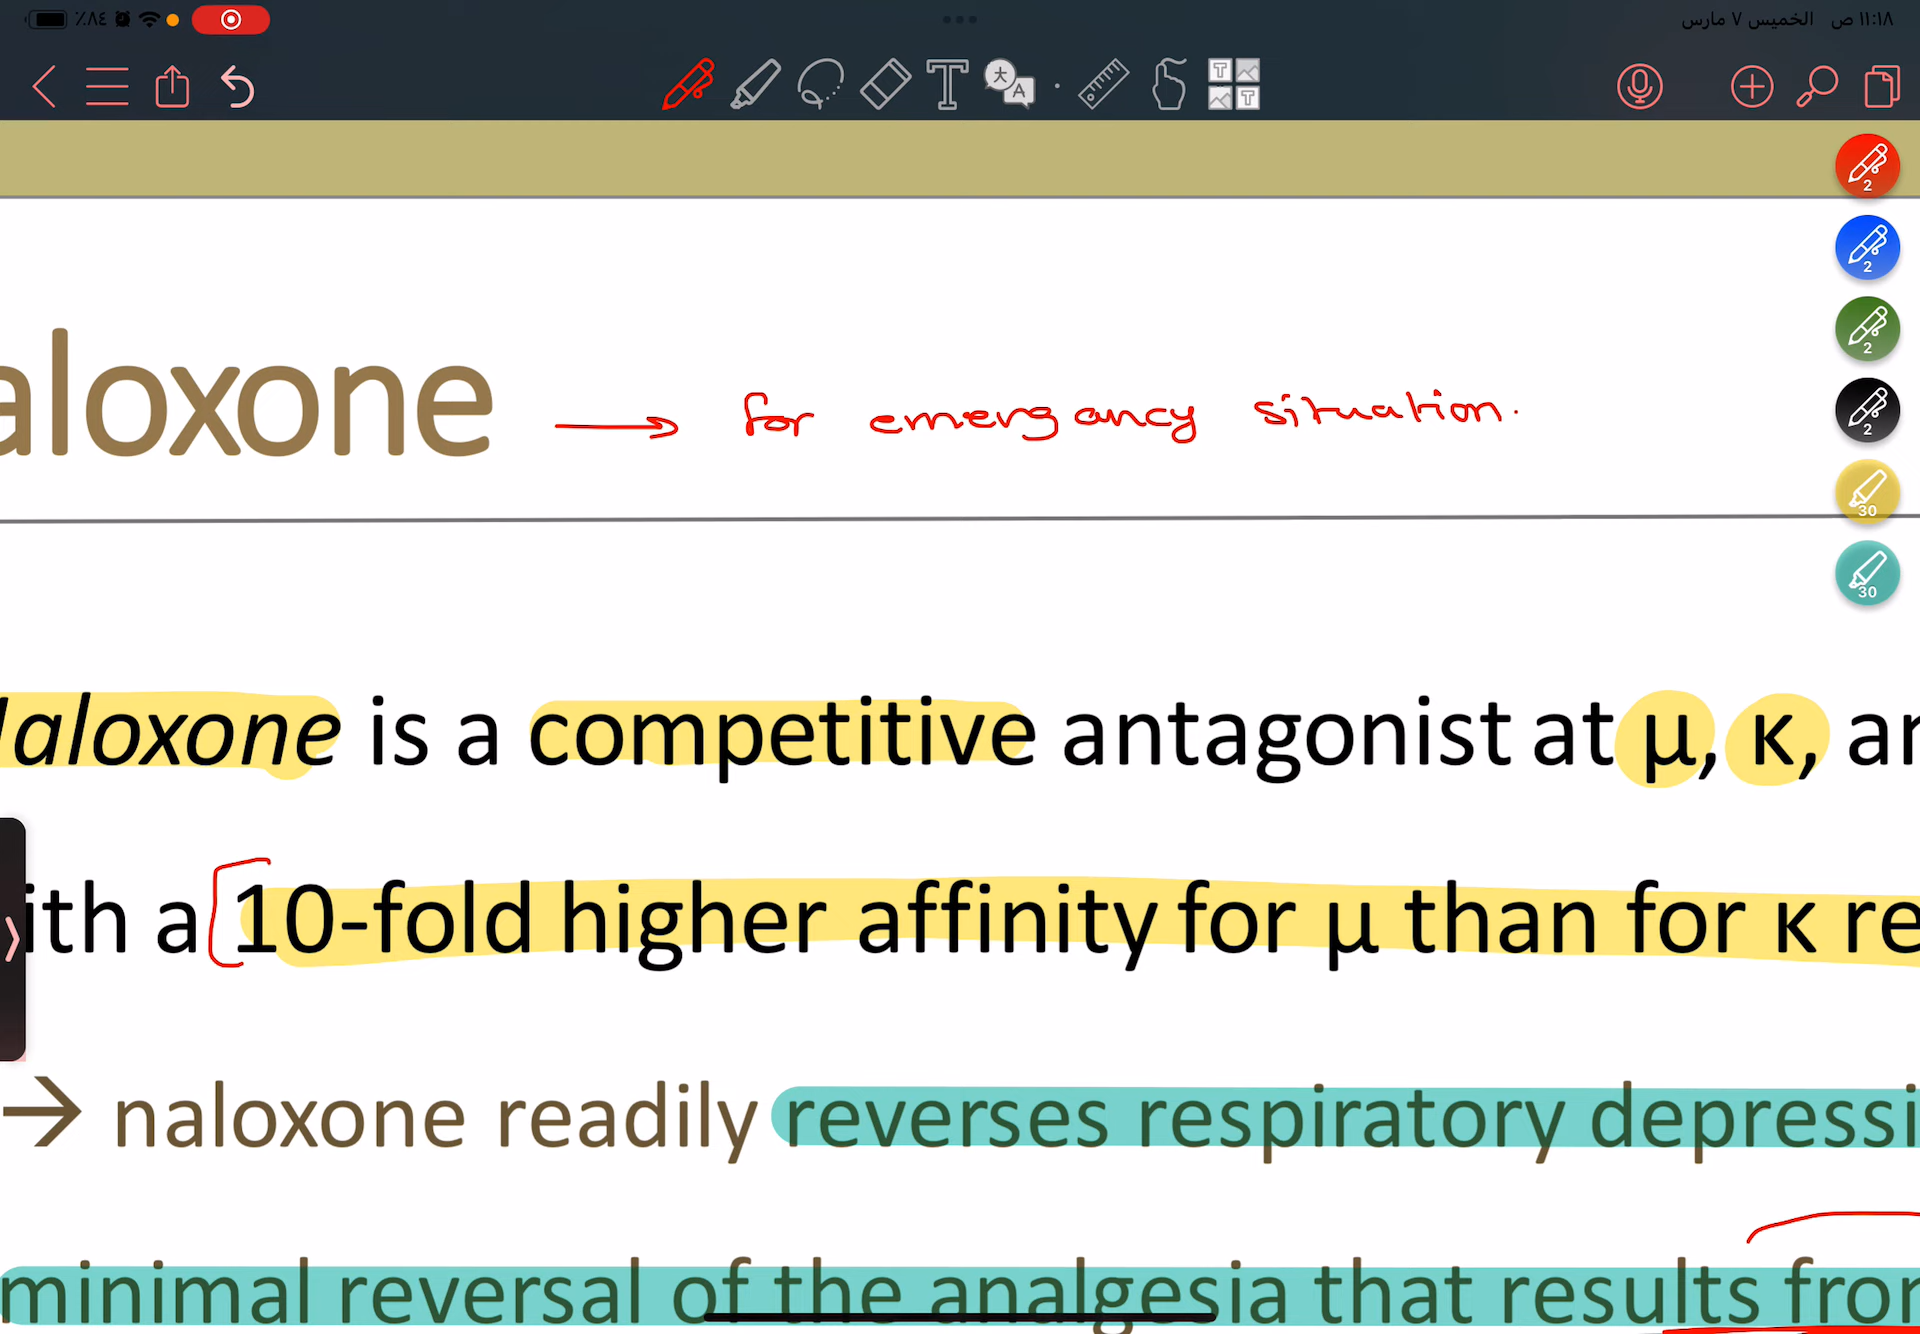 ٪٨٤ ١١:١٨ ص الخميس ٧ مارس
aloxone → for emergancy situation.
aloxone is a competitive antagonist at μ, κ, ar
ith a [10-fold higher affinity for μ than for κ re
→ naloxone readily reverses respiratory depressi
minimal reversal of the analgesia that results from
2
2
2
2
30
30